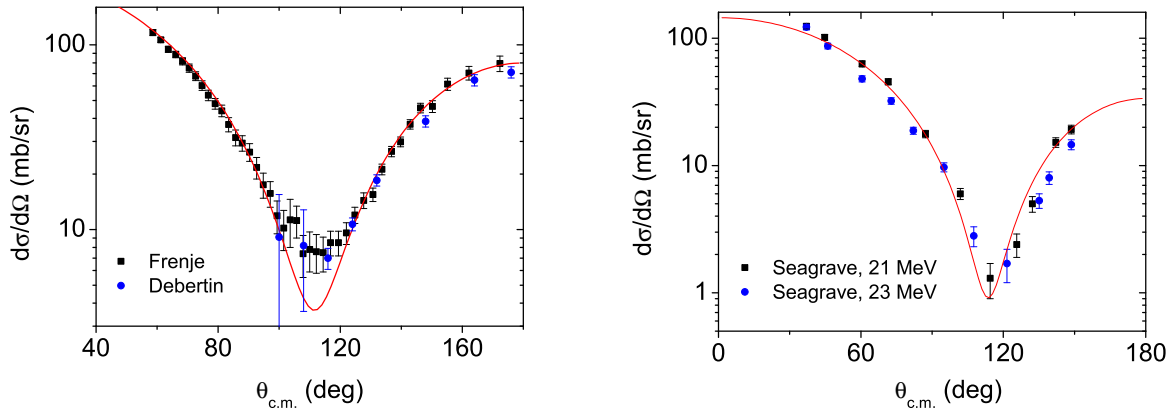 100
10
dσ/dΩ (mb/sr)
Frenje
Debertin
40
80
120
160
θc.m. (deg)
100
10
1
dσ/dΩ (mb/sr)
Seagrave, 21 MeV
Seagrave, 23 MeV
0
60
120
180
θc.m. (deg)